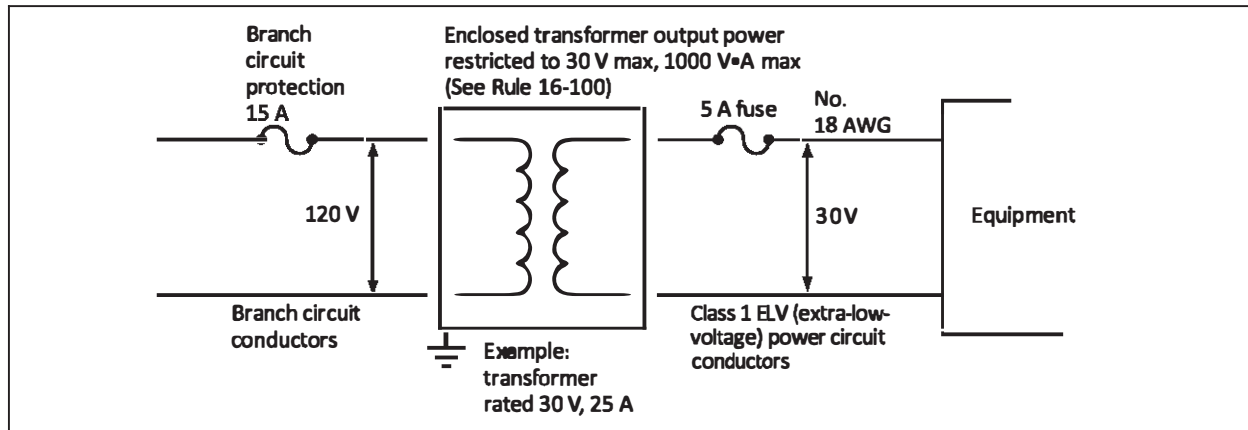 Branch
circuit
protection
15 A
Enclosed transformer output power
restricted to 30 V max, 1000 V•A max
(See Rule 16-100)
5 A fuse
No.
18 AWG
120 V
30V
Equipment
Branch circuit
conductors
Example:
transformer
rated 30 V, 25 A
Class 1 ELV (extra-low-
voltage) power circuit
conductors